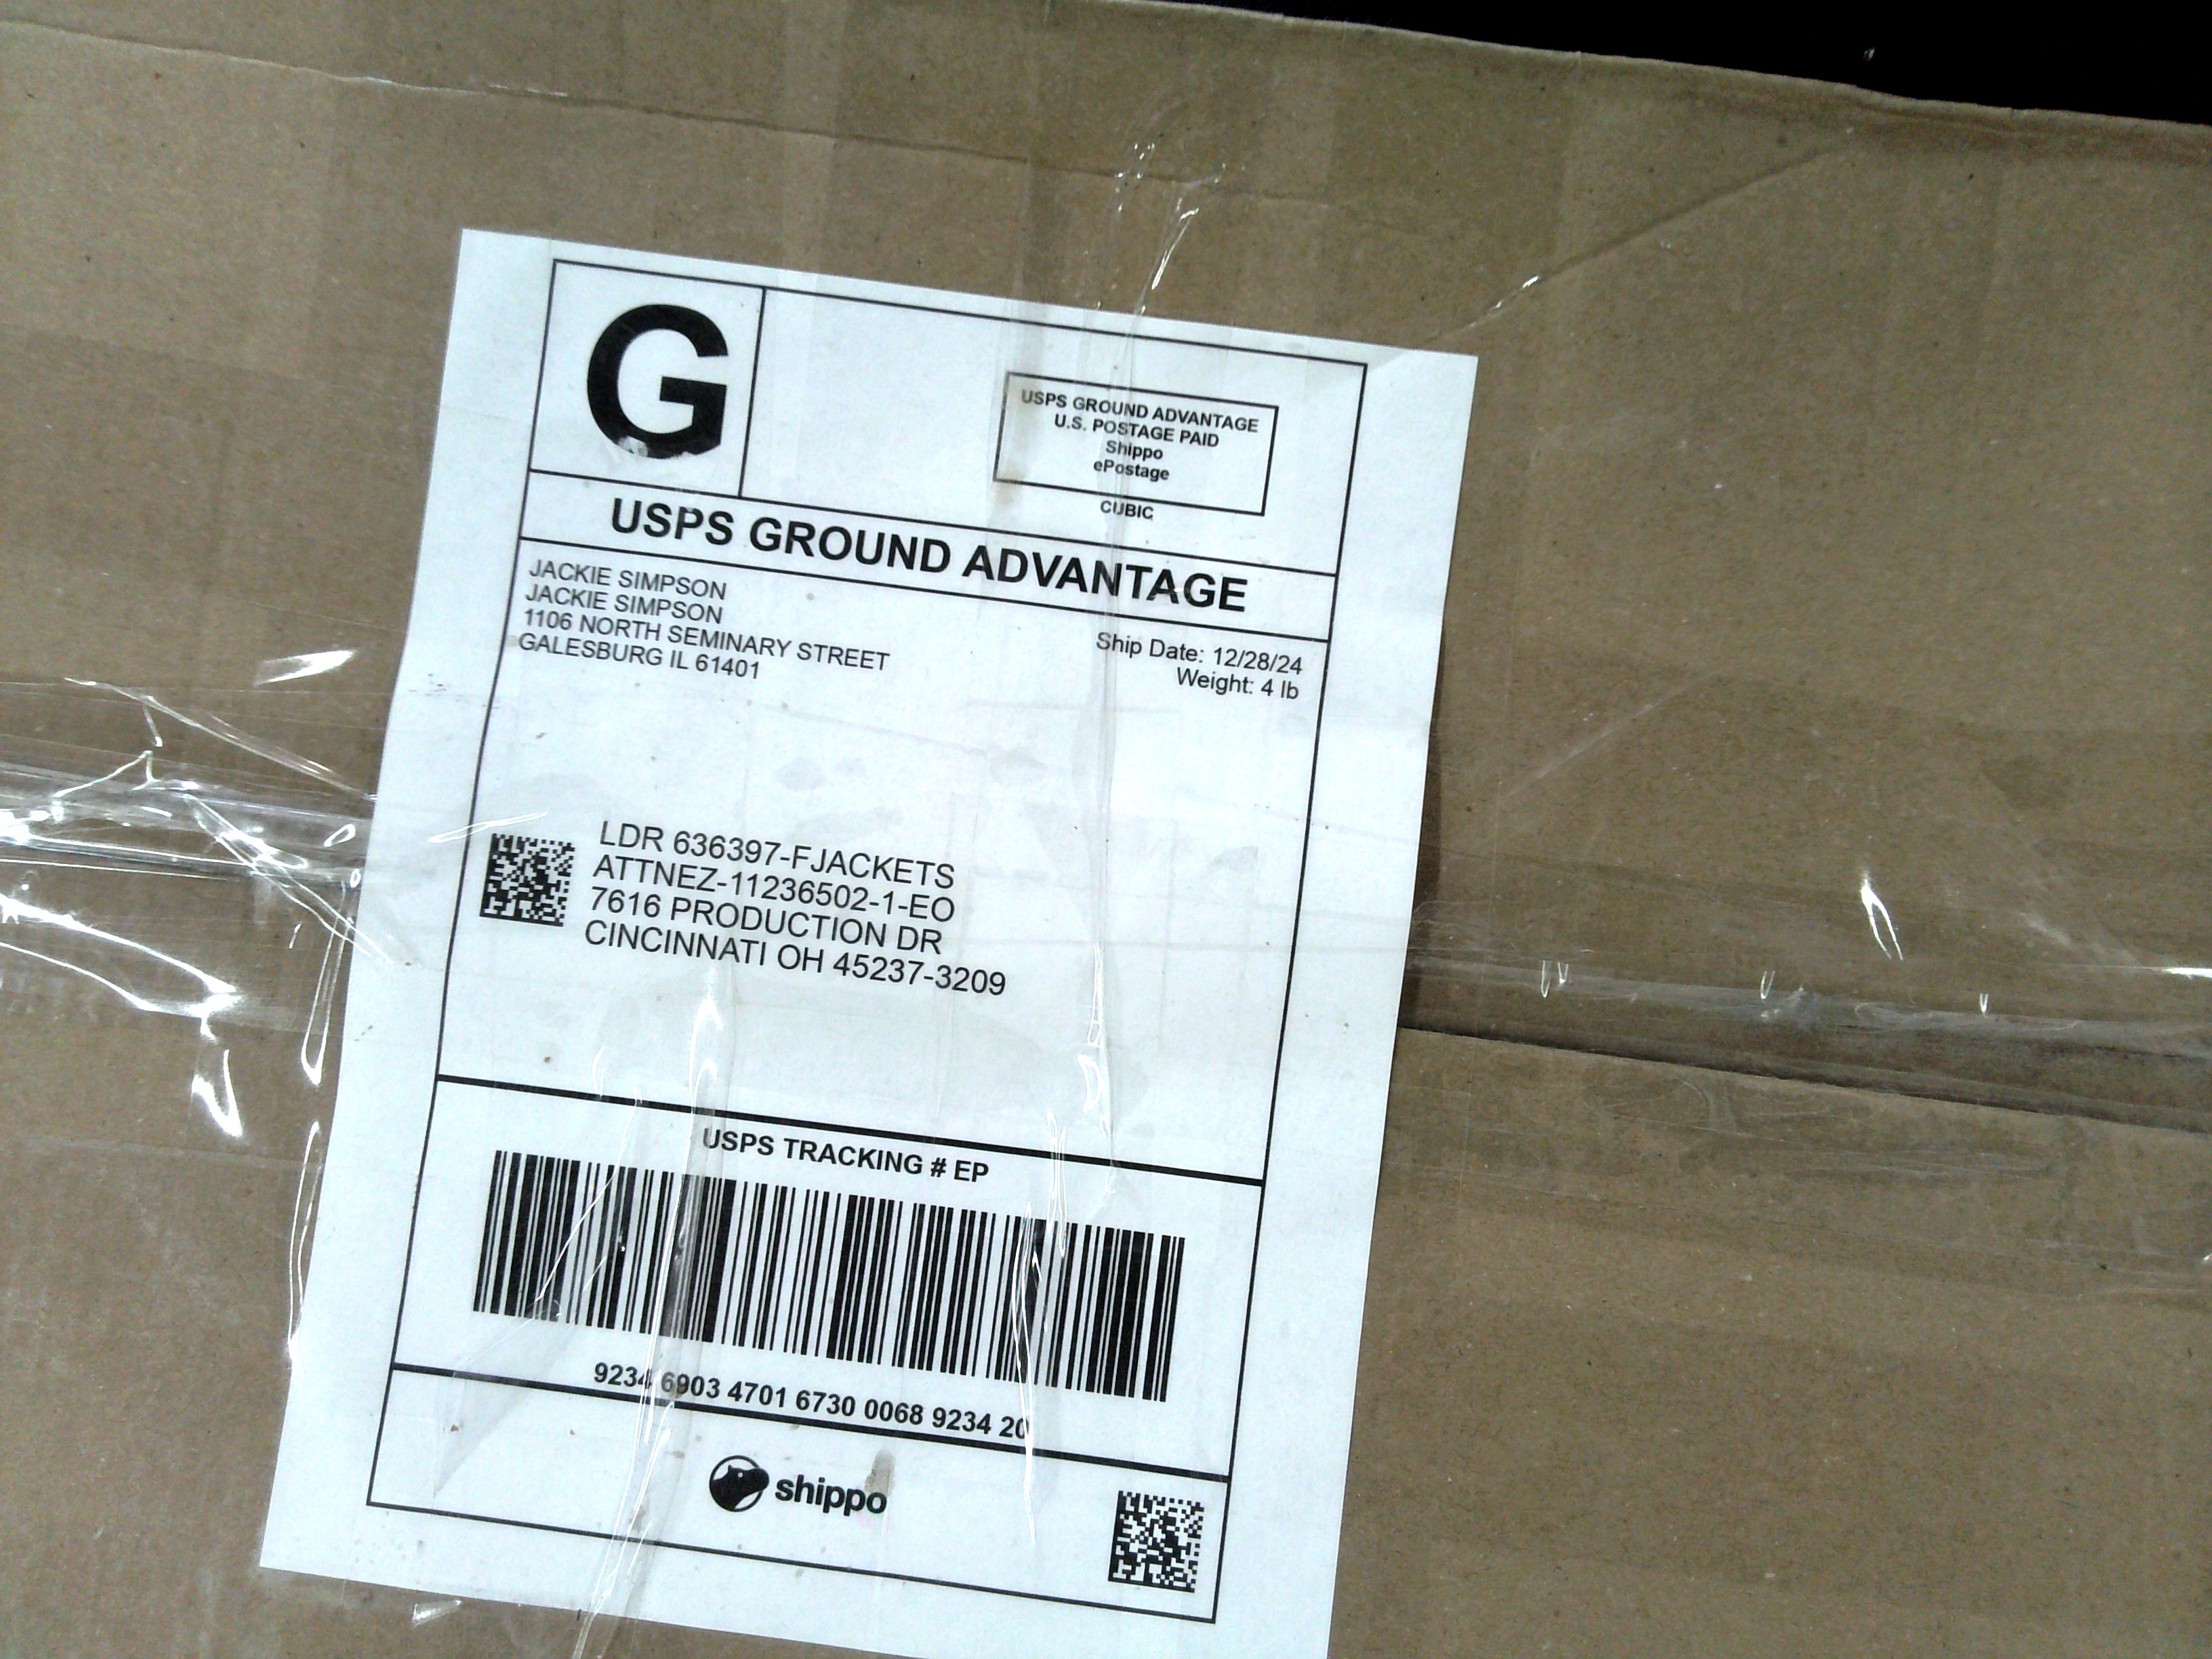 G
USPS GROUND ADVANTAGE
U.S. POSTAGE PAID
Shippo
ePostage
CUBIC
USPS GROUND ADVANTAGE
JACKIE SIMPSON
JACKIE SIMPSON
1106 NORTH SEMINARY STREET
GALESBURG IL 61401
Ship Date: 12/28/24
Weight: 4 lb
LDR 636397-FJACKETS
ATTNEZ-11236502-1-EO
7616 PRODUCTION DR
CINCINNATI OH 45237-3209
USPS TRACKING # EP
9234 6903 4701 6730 0068 9234 20
shippo